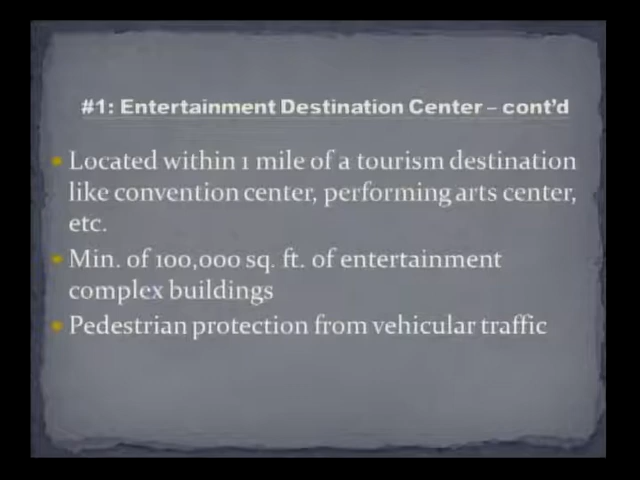 #1: Entertainment Destination Center – cont'd
Located within 1 mile of a tourism destination
like convention center, performing arts center,
etc.
Min. of 100,000 sq. ft. of entertainment
complex buildings
Pedestrian protection from vehicular traffic